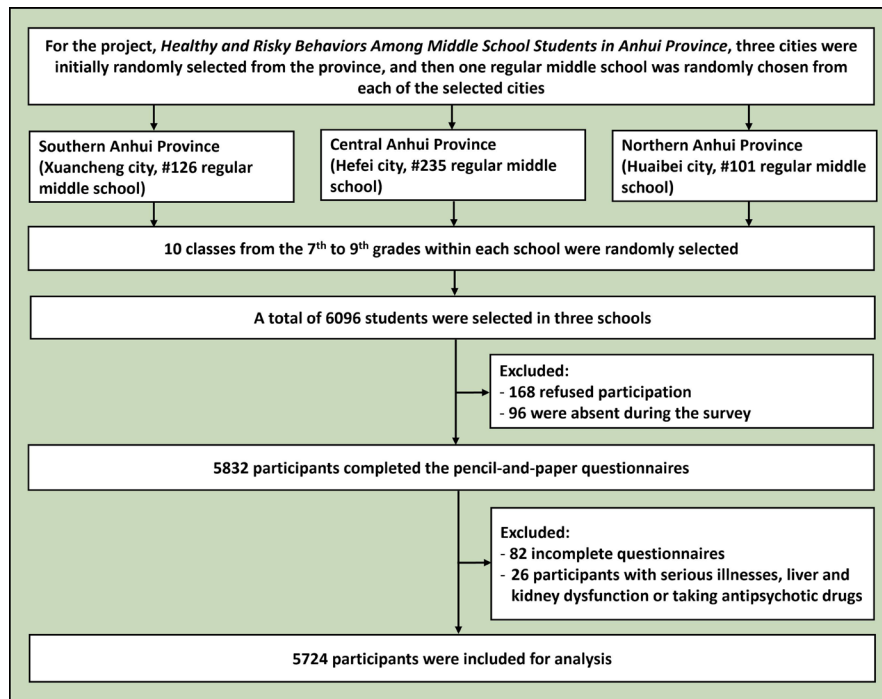 For the project, Healthy and Risky Behaviors Among Middle School Students in Anhui Province, three cities were
initially randomly selected from the province, and then one regular middle school was randomly chosen from
each of the selected cities
Southern Anhui Province
(Xuancheng city, #126 regular
middle school)
Central Anhui Province
(Hefei city, #235 regular middle
school)
Northern Anhui Province
(Huaibei city, #101 regular middle
school)
10 classes from the 7th to 9th grades within each school were randomly selected
A total of 6096 students were selected in three schools
Excluded:
- 168 refused participation
- 96 were absent during the survey
5832 participants completed the pencil-and-paper questionnaires
Excluded:
- 82 incomplete questionnaires
- 26 participants with serious illnesses, liver and
kidney dysfunction or taking antipsychotic drugs
5724 participants were included for analysis